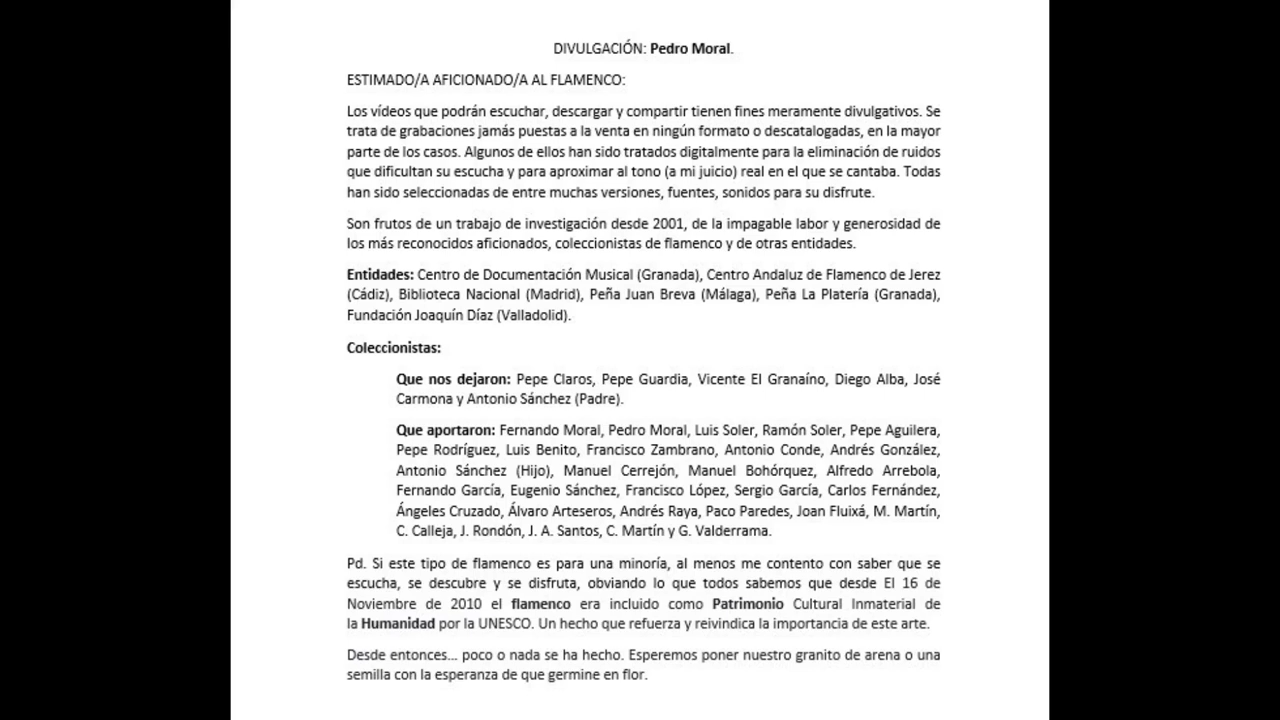 DIVULGACIÓN: Pedro Moral.
ESTIMADO/A AFICIONADO/A AL FLAMENCO:
Los vídeos que podrán escuchar, descargar y compartir tienen fines meramente divulgativos. Se
trata de grabaciones jamás puestas a la venta en ningún formato o descatalogadas, en la mayor
parte de los casos. Algunos de ellos han sido tratados digitalmente para la eliminación de ruidos
que dificultan su escucha y para aproximar al tono (a mi juicio) real en el que se cantaba. Todas
han sido seleccionadas de entre muchas versiones, fuentes, sonidos para su disfrute.
Son frutos de un trabajo de investigación desde 2001, de la impagable labor y generosidad de
los más reconocidos aficionados, coleccionistas de flamenco y de otras entidades.
Entidades: Centro de Documentación Musical (Granada), Centro Andaluz de Flamenco de Jerez
(Cádiz), Biblioteca Nacional (Madrid), Peña Juan Breva (Málaga), Peña La Platería (Granada),
Fundación Joaquín Díaz (Valladolid).
Coleccionistas:
Que nos dejaron: Pepe Claros, Pepe Guardia, Vicente El Granaíno, Diego Alba, José
Carmona y Antonio Sánchez (Padre).
Que aportaron: Fernando Moral, Pedro Moral, Luis Soler, Ramón Soler, Pepe Aguilera,
Pepe Rodríguez, Luis Benito, Francisco Zambrano, Antonio Conde, Andrés González,
Antonio Sánchez (Hijo), Manuel Cerrejón, Manuel Bohórquez, Alfredo Arrebola,
Fernando García, Eugenio Sánchez, Francisco López, Sergio García, Carlos Fernández,
Ángeles Cruzado, Álvaro Arteseros, Andrés Raya, Paco Paredes, Joan Fluixá, M. Martín,
C. Calleja, J. Rondón, J. A. Santos, C. Martín y G. Valderrama.
Pd. Si este tipo de flamenco es para una minoría, al menos me contento con saber que se
escucha, se descubre y se disfruta, obviando lo que todos sabemos que desde El 16 de
Noviembre de 2010 el flamenco era incluido como Patrimonio Cultural Inmaterial de
la Humanidad por la UNESCO. Un hecho que refuerza y reivindica la importancia de este arte.
Desde entonces... poco o nada se ha hecho. Esperemos poner nuestro granito de arena o una
semilla con la esperanza de que germine en flor.